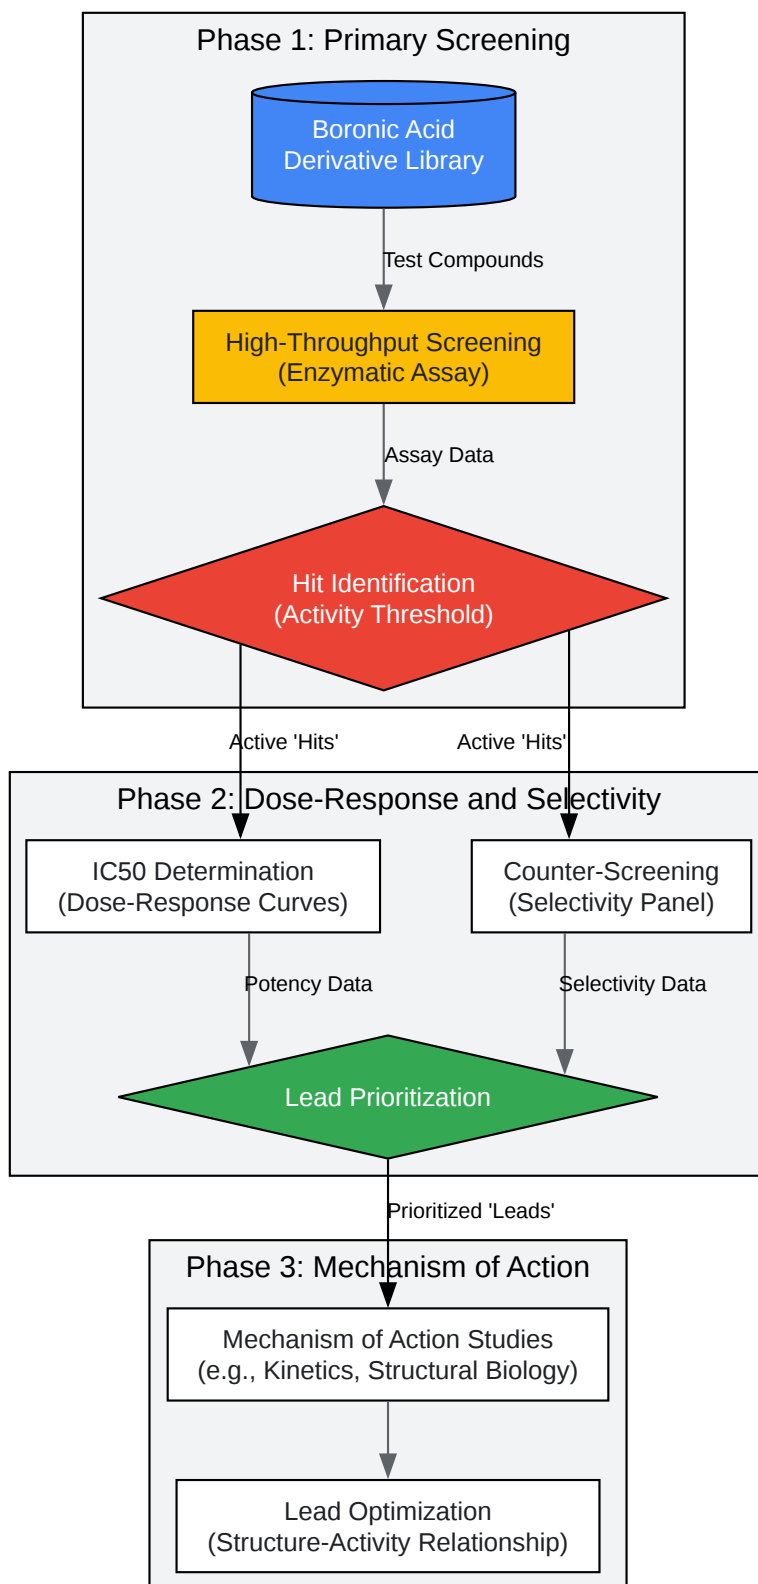 Phase 1: Primary Screening
Boronic Acid
Derivative Library
Test Compounds
High-Throughput Screening
(Enzymatic Assay)
Assay Data
Hit Identification
(Activity Threshold)
Active 'Hits'
Active 'Hits'
Phase 2: Dose-Response and Selectivity
IC50 Determination
(Dose-Response Curves)
Counter-Screening
(Selectivity Panel)
Potency Data
Selectivity Data
Lead Prioritization
Prioritized 'Leads'
Phase 3: Mechanism of Action
Mechanism of Action Studies
(e.g., Kinetics, Structural Biology)
Lead Optimization
(Structure-Activity Relationship)